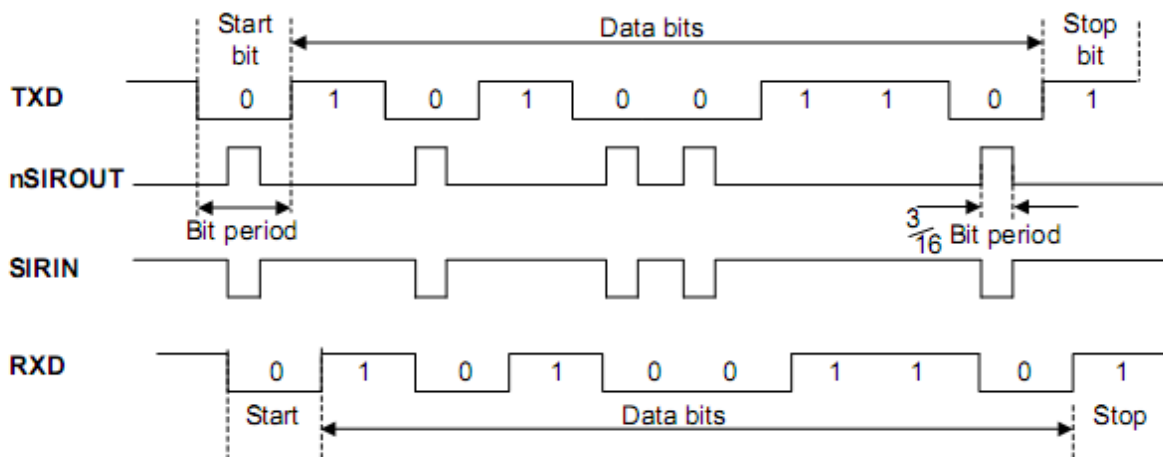 Start bit
Data bits
Stop bit
TXD
0 1 0 1 0 0 1 1 0 1
nSIROUT
Bit period
3/16 Bit period
SIRIN
RXD
0 1 0 1 0 0 1 1 0 1
Start
Data bits
Stop